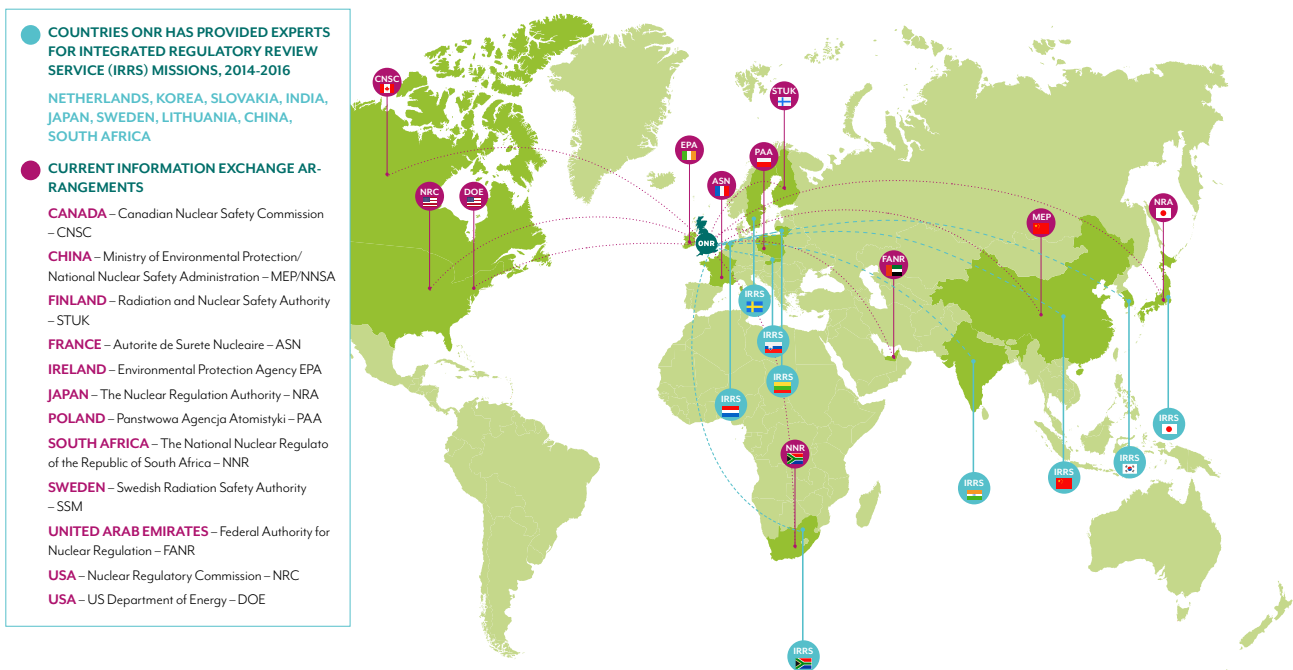 COUNTRIES ONR HAS PROVIDED EXPERTS
FOR INTEGRATED REGULATORY REVIEW
SERVICE (IRRS) MISSIONS, 2014-2016
NETHERLANDS, KOREA, SLOVAKIA, INDIA,
JAPAN, SWEDEN, LITHUANIA, CHINA,
SOUTH AFRICA
CURRENT INFORMATION EXCHANGE AR-
RANGEMENTS
CANADA – Canadian Nuclear Safety Commission
– CNSC
CHINA – Ministry of Environmental Protection/
National Nuclear Safety Administration – MEP/NNSA
FINLAND – Radiation and Nuclear Safety Authority
– STUK
FRANCE – Autorite de Surete Nucleaire – ASN
IRELAND – Environmental Protection Agency EPA
JAPAN – The Nuclear Regulation Authority – NRA
POLAND – Panstwowa Agencja Atomistyki – PAA
SOUTH AFRICA – The National Nuclear Regulato
of the Republic of South Africa – NNR
SWEDEN – Swedish Radiation Safety Authority
– SSM
UNITED ARAB EMIRATES – Federal Authority for
Nuclear Regulation – FANR
USA – Nuclear Regulatory Commission – NRC
USA – US Department of Energy – DOE
CNSC
STUK
EPA
PAA
ASN
NRC
DOE
NRA
MEP
ONR
FANR
IRRS
IRRS
IRRS
IRRS
IRRS
NNR
IRRS
IRRS
IRRS
IRRS